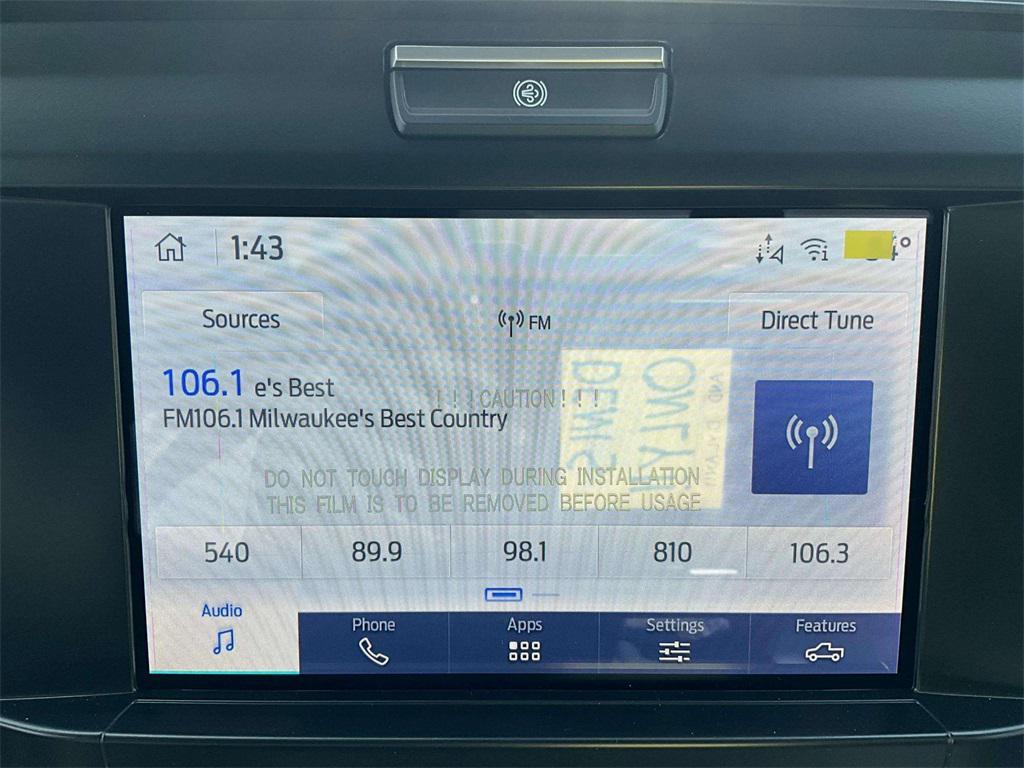 1:43
Sources
FM
Direct Tune
106.1 e's Best
FM106.1 Milwaukee's Best Country
! ! ! CAUTION ! ! !
DO NOT TOUCH DISPLAY DURING INSTALLATION
THIS FILM IS TO BE REMOVED BEFORE USAGE
ONLY
540 89.9 98.1 810 106.3
Audio
Phone
Apps
Settings
Features